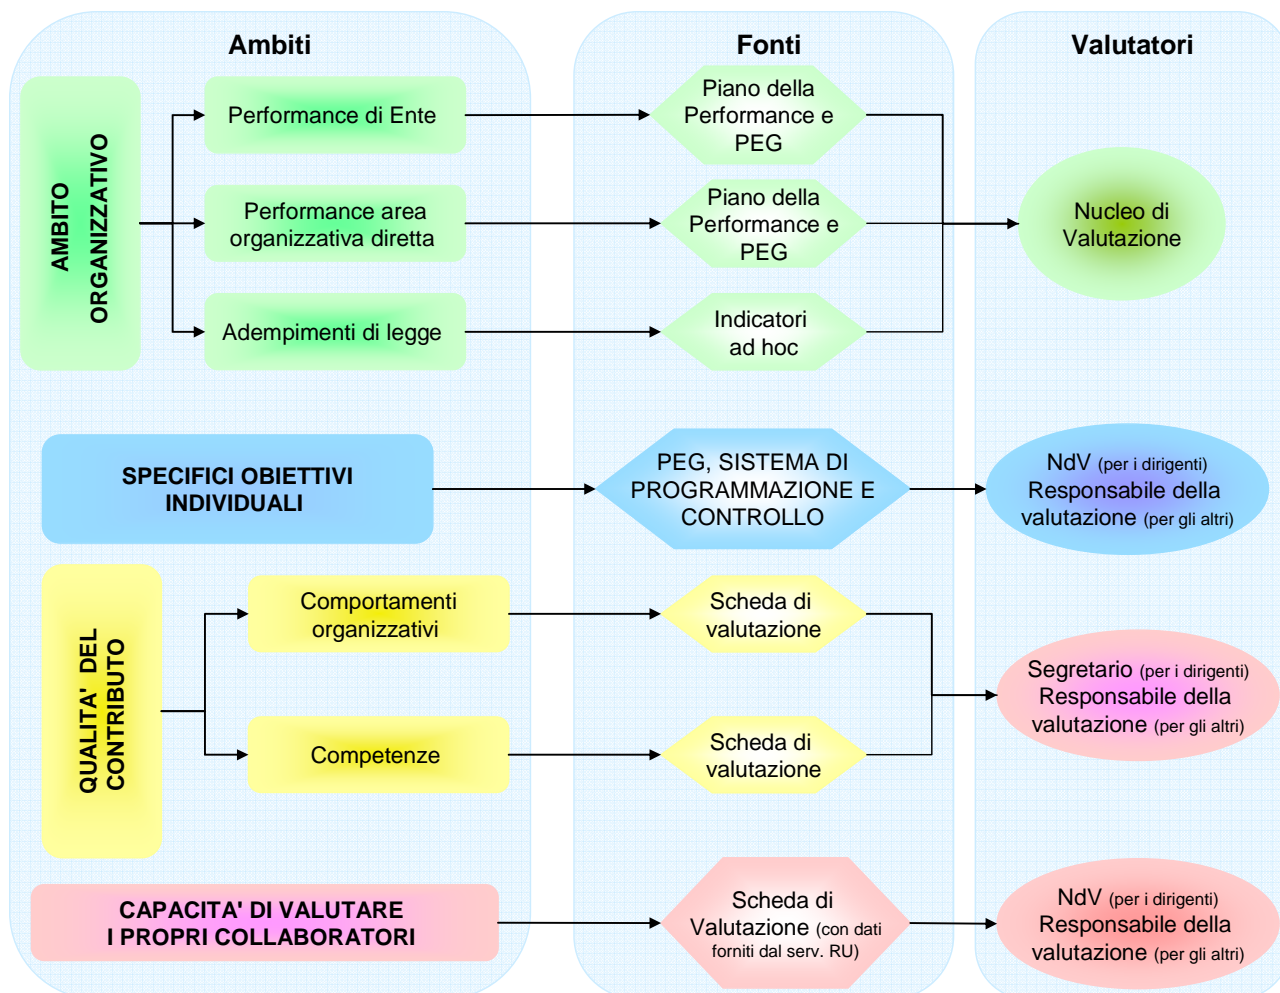 Ambiti
Fonti
Valutatori
AMBITO
ORGANIZZATIVO
Performance di Ente
Piano della
Performance e
PEG
Performance area
organizzativa diretta
Piano della
Performance e
PEG
Nucleo di
Valutazione
Adempimenti di legge
Indicatori
ad hoc
SPECIFICI OBIETTIVI
INDIVIDUALI
PEG, SISTEMA DI
PROGRAMMAZIONE E
CONTROLLO
NdV (per i dirigenti)
Responsabile della
valutazione (per gli altri)
QUALITA' DEL
CONTRIBUTO
Comportamenti
organizzativi
Scheda di
valutazione
Competenze
Scheda di
valutazione
Segretario (per i dirigenti)
Responsabile della
valutazione (per gli altri)
CAPACITA' DI VALUTARE
I PROPRI COLLABORATORI
Scheda di
Valutazione (con dati
forniti dal serv. RU)
NdV (per i dirigenti)
Responsabile della
valutazione (per gli altri)